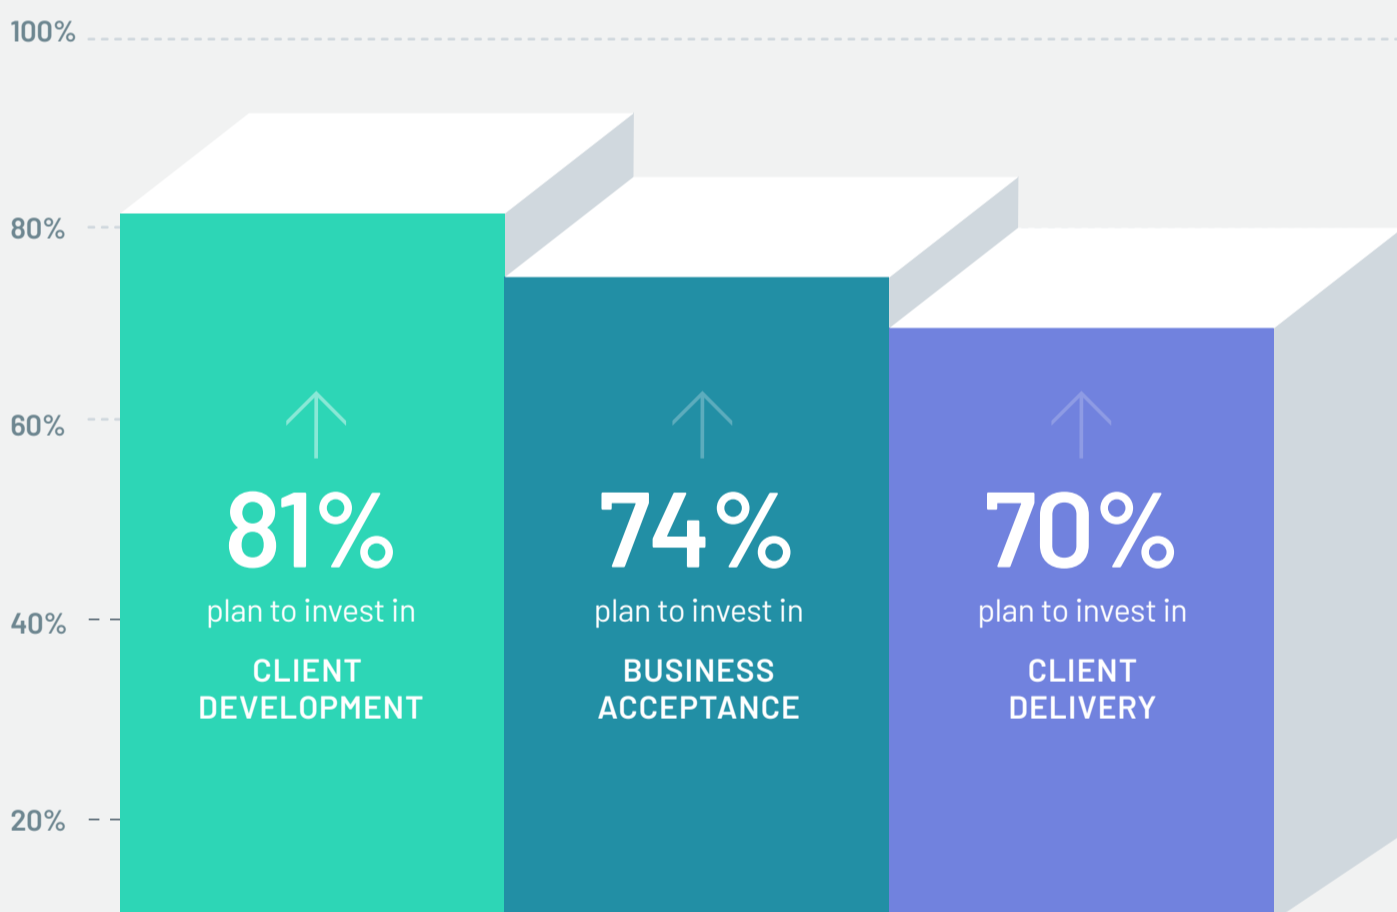 100%
80%
60%
40%
20%
81%
plan to invest in
CLIENT
DEVELOPMENT
74%
plan to invest in
BUSINESS
ACCEPTANCE
70%
plan to invest in
CLIENT
DELIVERY